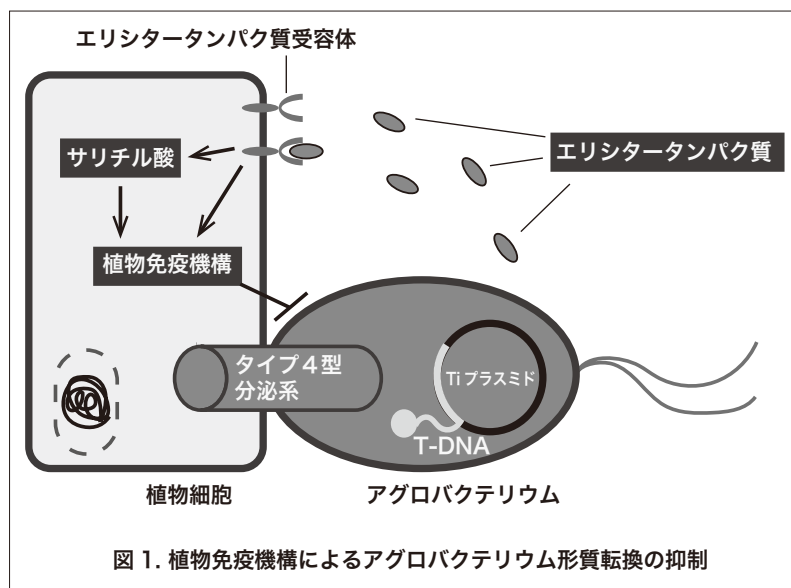 エリシタータンパク質受容体
サリチル酸
エリシタータンパク質
植物免疫機構
タイプ4型
分泌系
Tiプラスミド
T-DNA
植物細胞
アグロバクテリウム
図 1. 植物免疫機構によるアグロバクテリウム形質転換の抑制